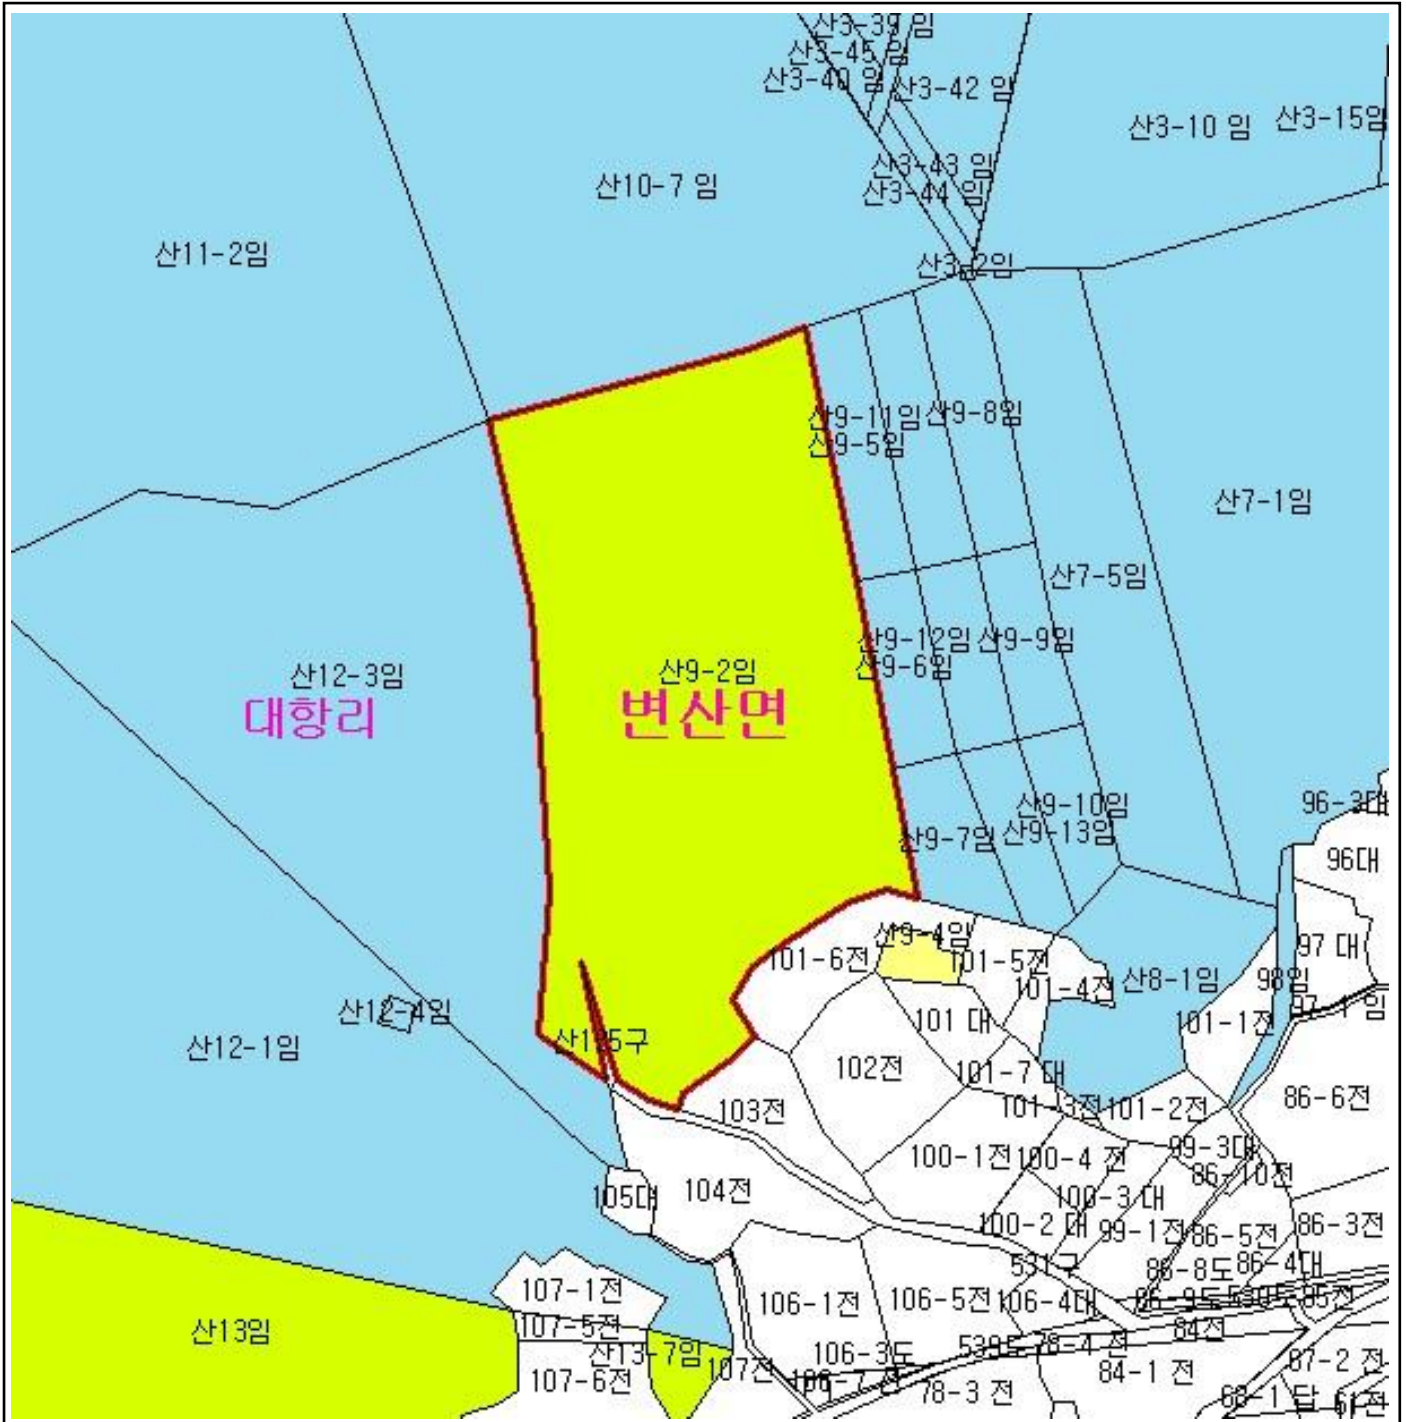 산3-39 임
산3-45 임
산3-40 임
산3-42 임
산3-10 임
산3-15임
산3-43 임
산10-7 임
산3-44 임
산11-2임
산3-2임
산9-11임
산9-8임
산9-5임
산7-1임
산7-5임
산9-12임
산9-9임
산9-6임
산12-3임
산9-2임
대항리
변산면
산9-10임
산9-13임
산9-7임
96-3대
96대
산9-4임
97 대
101-6전
101-5전
101-4전
산8-1임
98임
97-1 임
산12-4임
101 대
101-1전
산12-1임
102전
101-7 대
103전
101-3전
101-2전
86-6전
100-1전
100-4 전
99-3대
86-10전
105대
104전
100-3 대
100-2 대
99-1전
86-5전
86-3전
531구
86-8도
86-4대
107-1전
106-1전
106-5전
106-4대
86-9도
85전
107-5전
84전
산13임
산13-7임
106-3도
78-4 전
107전
84-1 전
87-2 전
107-6전
78-3 전